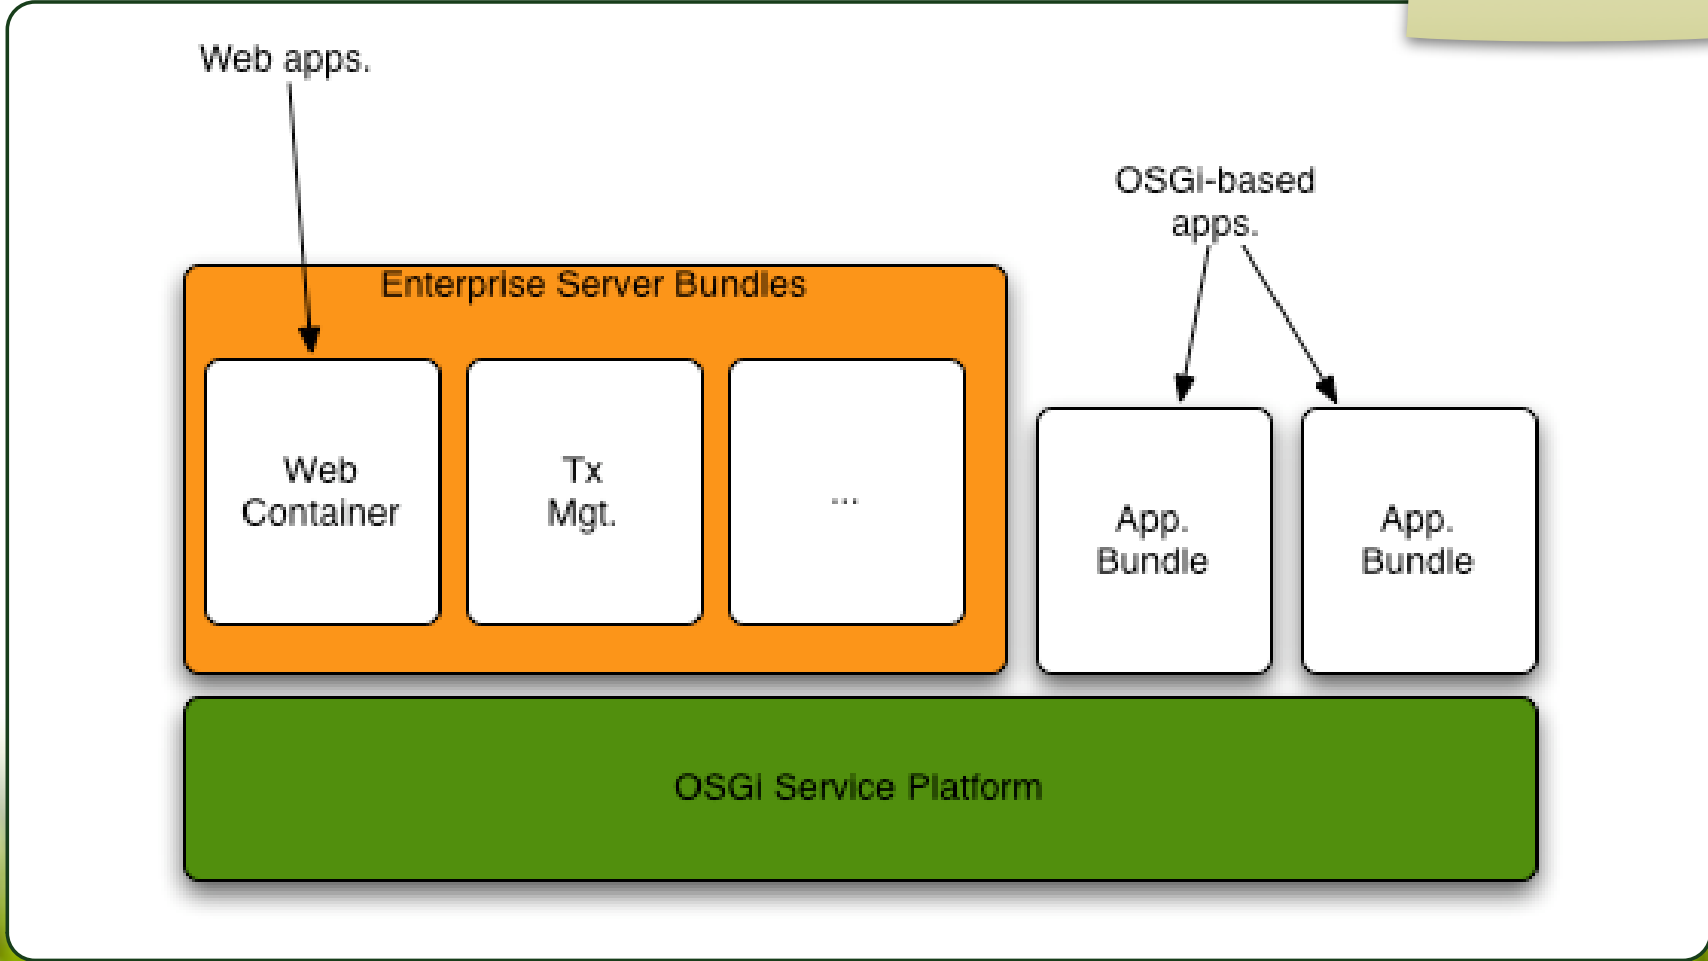 Web apps.
OSGi-based
apps.
Enterprise Server Bundles
Web
Container
Tx
Mgt.
...
App.
Bundle
App.
Bundle
OSGi Service Platform